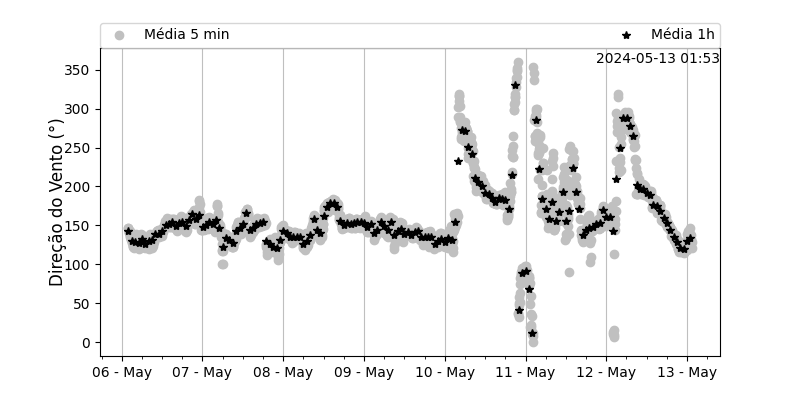 Média 5 min
Média 1h
2024-05-13 01:53
Direção do Vento (°)
350
300
250
200
150
100
50
0
06 - May
07 - May
08 - May
09 - May
10 - May
11 - May
12 - May
13 - May